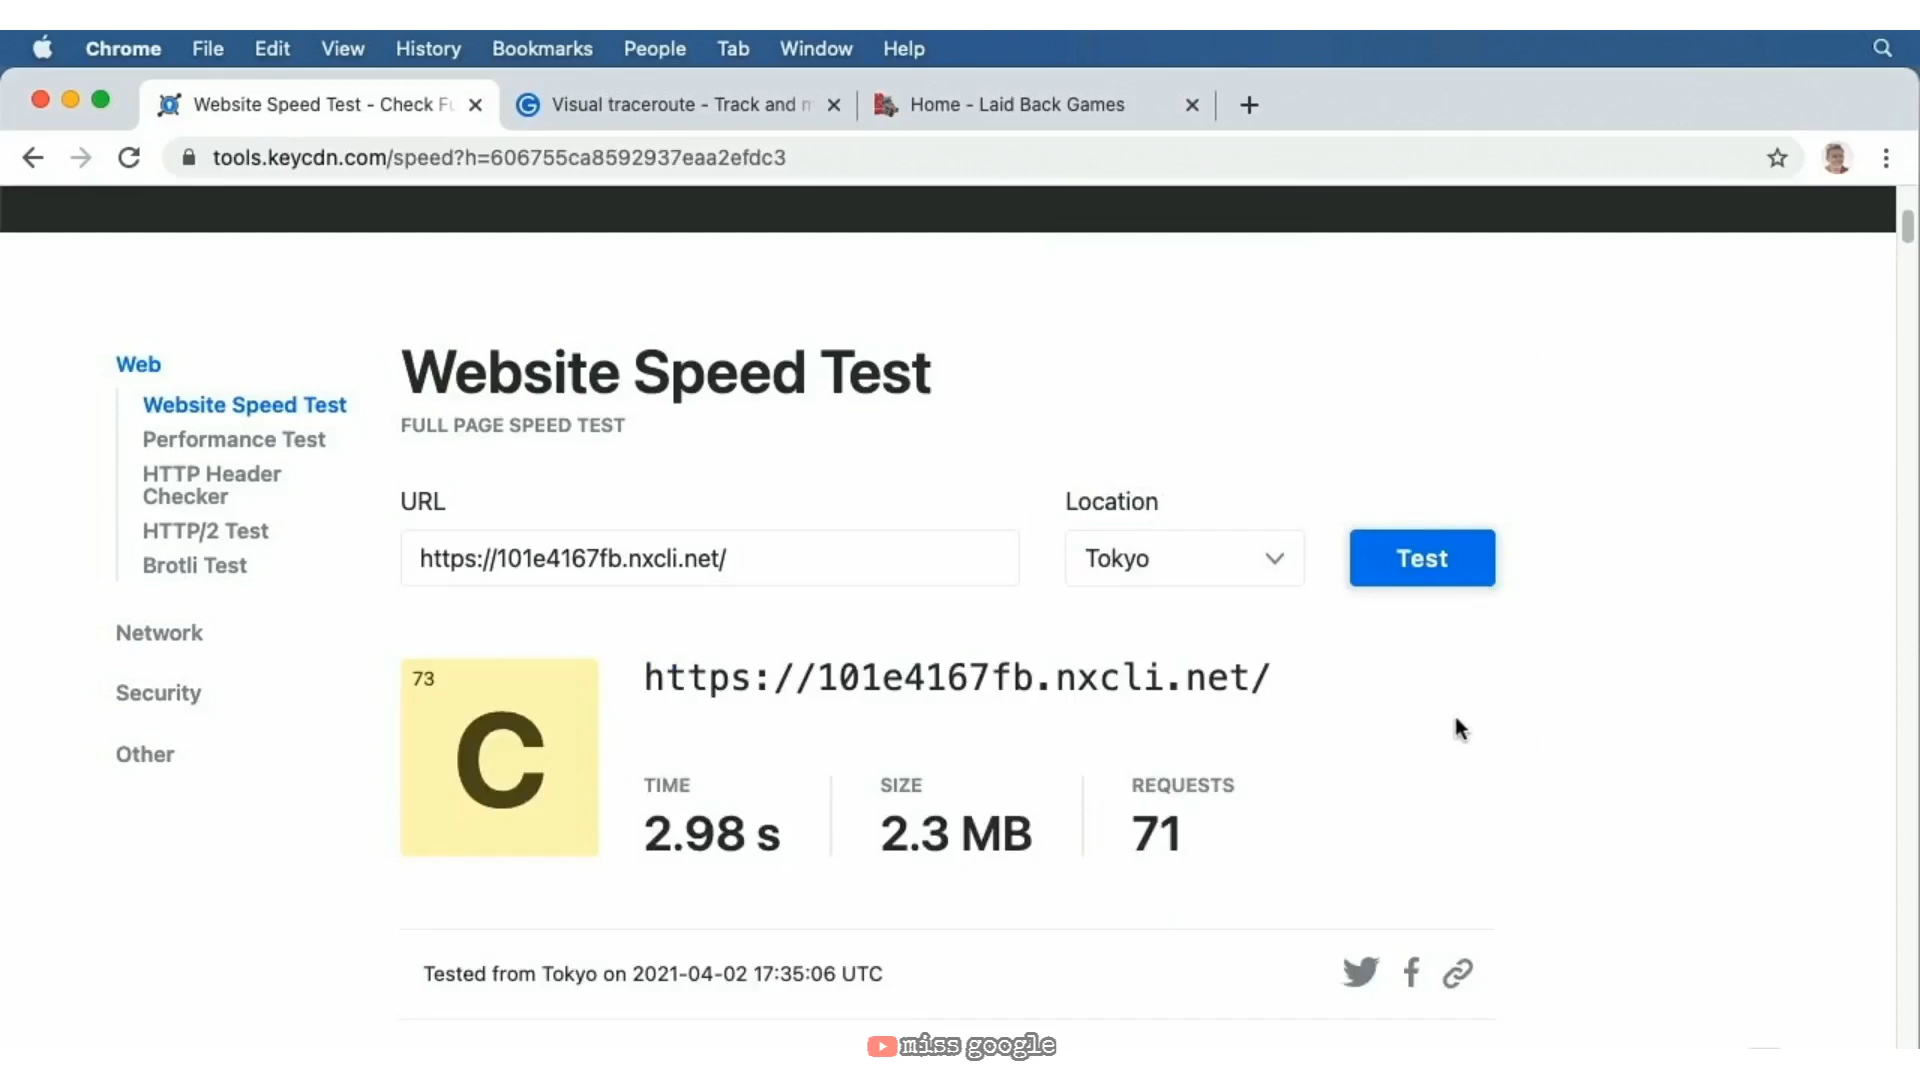 Chrome File Edit View History Bookmarks People Tab Window Help
Website Speed Test - Check Fu
Visual traceroute - Track and m
Home - Laid Back Games
tools.keycdn.com/speed?h=606755ca8592937eaa2efdc3
Web
Website Speed Test
Performance Test
HTTP Header
Checker
HTTP/2 Test
Brotli Test
Network
Security
Other
Website Speed Test
FULL PAGE SPEED TEST
URL
Location
https://101e4167fb.nxcli.net/
Tokyo
Test
73
C
https://101e4167fb.nxcli.net/
TIME
SIZE
REQUESTS
2.98 s
2.3 MB
71
Tested from Tokyo on 2021-04-02 17:35:06 UTC
miss google